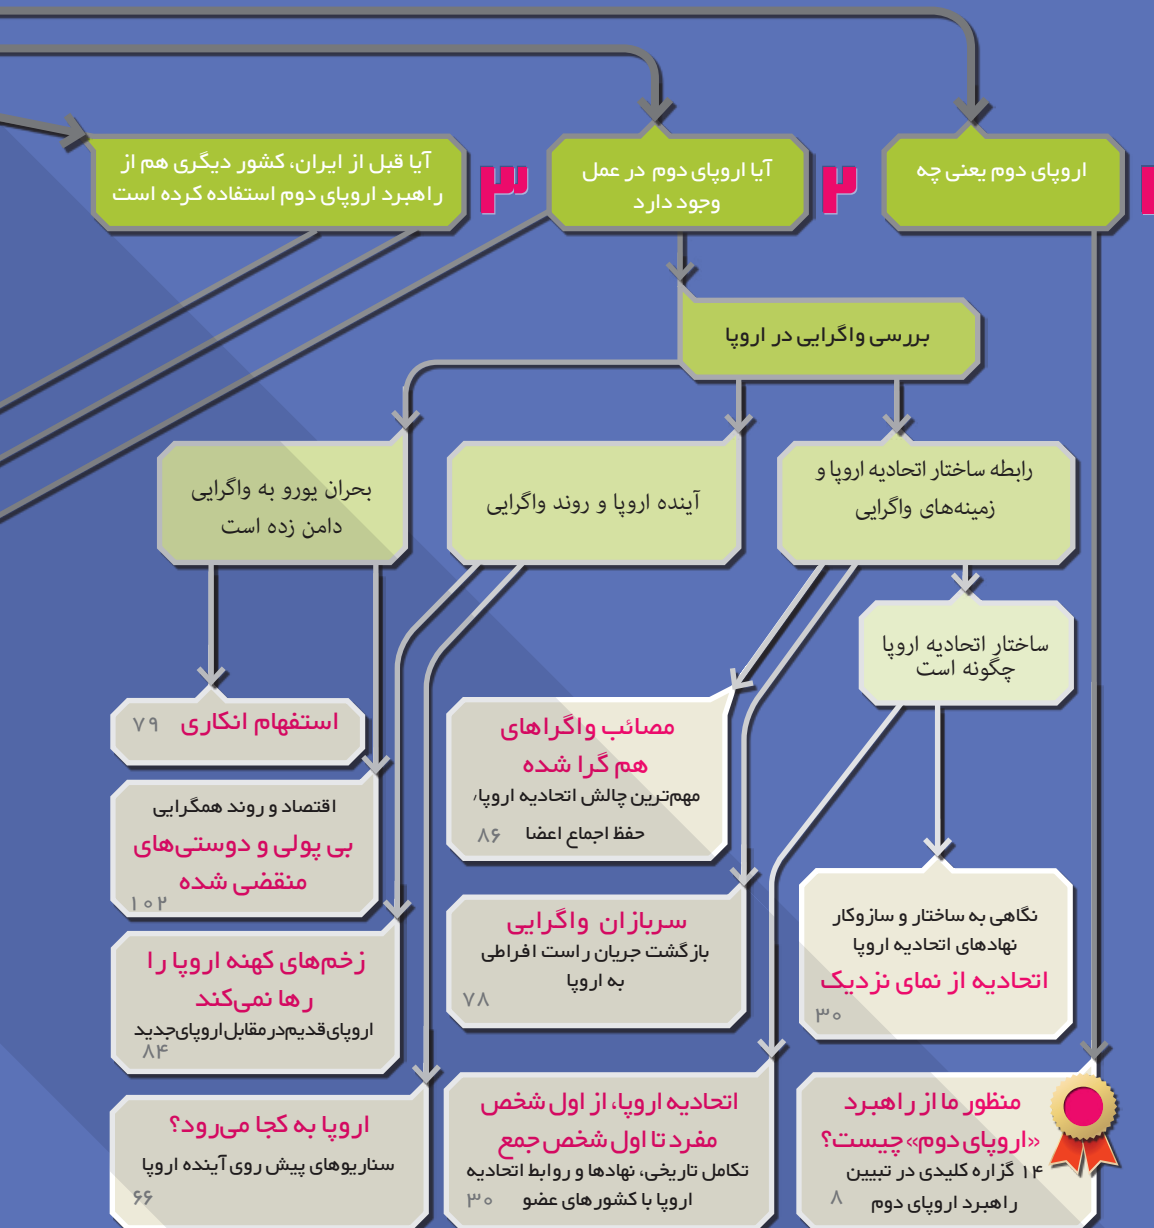 اروپای دوم یعنی چه
۲
آیا اروپای دوم در عمل
وجود دارد
۳
آیا قبل از ایران، کشور دیگری هم از
راهبرد اروپای دوم استفاده کرده است
بررسی واگرایی در اروپا
رابطه ساختار اتحادیه اروپا و
زمینه‌های واگرایی
آینده اروپا و روند واگرایی
بحران یورو به واگرایی
دامن زده است
ساختار اتحادیه اروپا
چگونه است
مصائب واگراهای
هم گرا شده
مهم‌ترین چالش اتحادیه اروپا،
حفظ اجماع اعضا ۸۶
استفهام انکاری ۷۹
اقتصاد و روند همگرایی
بی پولی و دوستی‌های
منقضی شده
۱۰۲
نگاهی به ساختار و سازوکار
نهادهای اتحادیه اروپا
اتحادیه از نمای نزدیک
۳۰
سربازان واگرایی
بازگشت جریان راست افراطی
به اروپا
۷۸
زخم‌های کهنه اروپا را
رها نمی‌کند
اروپای قدیم در مقابل اروپای جدید
۸۴
منظور ما از راهبرد
«اروپای دوم» چیست؟
۱۴ گزاره کلیدی در تبیین
راهبرد اروپای دوم ۸
اتحادیه اروپا، از اول شخص
مفرد تا اول شخص جمع
تکامل تاریخی، نهادها و روابط اتحادیه
اروپا با کشورهای عضو ۳۰
اروپا به کجا می‌رود؟
سناریوهای پیش روی آینده اروپا
۶۶